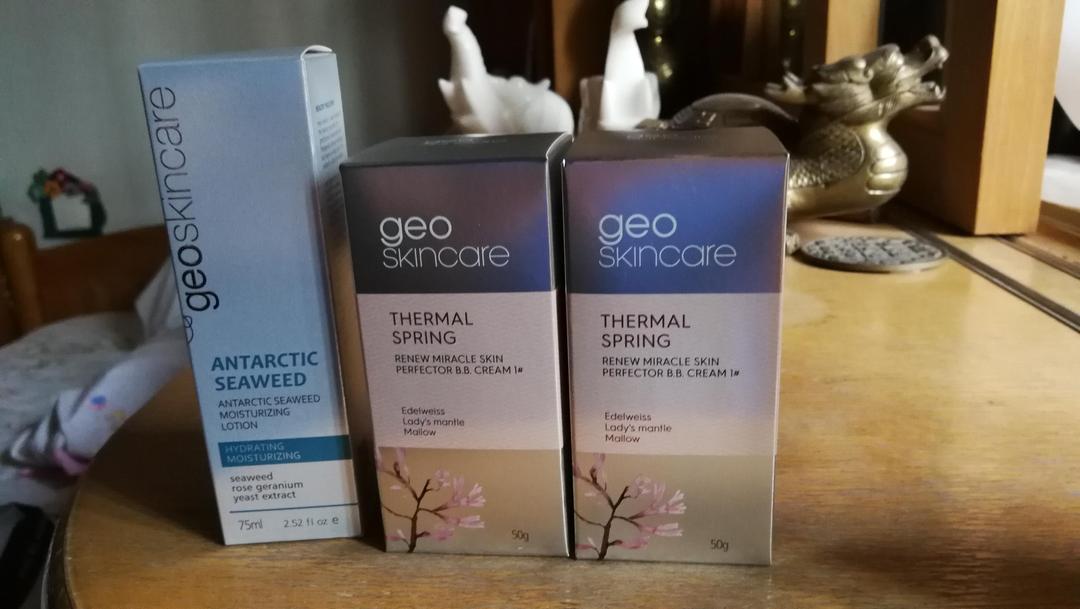 geoskincare
ANTARCTIC
SEAWEED
ANTARCTIC SEAWEED
MOISTURIZING
LOTION
HYDRATING
MOISTURIZING
seaweed
rose geranium
yeast extract
75ml 2.52 fl oz e
geo
skincare
THERMAL
SPRING
RENEW MIRACLE SKIN
PERFECTOR B.B. CREAM 1#
Edelweiss
Lady's mantle
Mallow
50g
geo
skincare
THERMAL
SPRING
RENEW MIRACLE SKIN
PERFECTOR B.B. CREAM 1#
Edelweiss
Lady's mantle
Mallow
50g